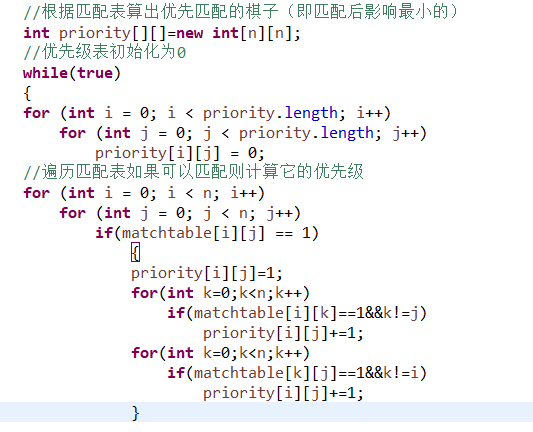 //根据匹配表算出优先匹配的棋子（即匹配后影响最小的）
int priority[][]=new int[n][n];
//优先级表初始化为0
while(true)
{
for (int i = 0; i < priority.length; i++)
for (int j = 0; j < priority.length; j++)
priority[i][j] = 0;
//遍历匹配表如果可以匹配则计算它的优先级
for (int i = 0; i < n; i++)
for (int j = 0; j < n; j++)
if(matchtable[i][j] == 1)
{
priority[i][j]=1;
for(int k=0;k<n;k++)
if(matchtable[i][k]==1&&k!=j)
priority[i][j]+=1;
for(int k=0;k<n;k++)
if(matchtable[k][j]==1&&k!=i)
priority[i][j]+=1;
}